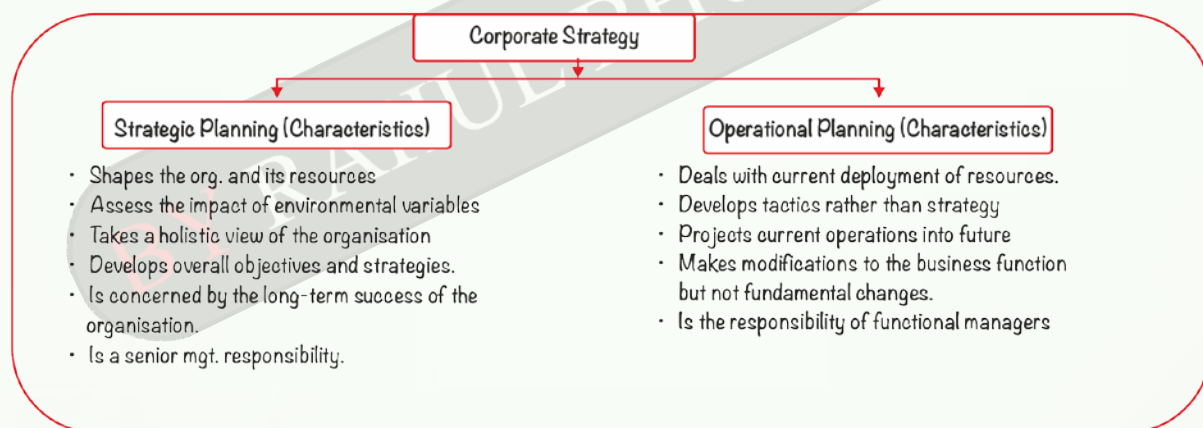 Corporate Strategy
Strategic Planning (Characteristics)
• Shapes the org. and its resources
• Assess the impact of environmental variables
• Takes a holistic view of the organisation
• Develops overall objectives and strategies.
• Is concerned by the long-term success of the
organisation.
• Is a senior mgt. responsibility.
Operational Planning (Characteristics)
• Deals with current deployment of resources.
• Develops tactics rather than strategy
• Projects current operations into future
• Makes modifications to the business function
but not fundamental changes.
• Is the responsibility of functional managers
BY RAHUL